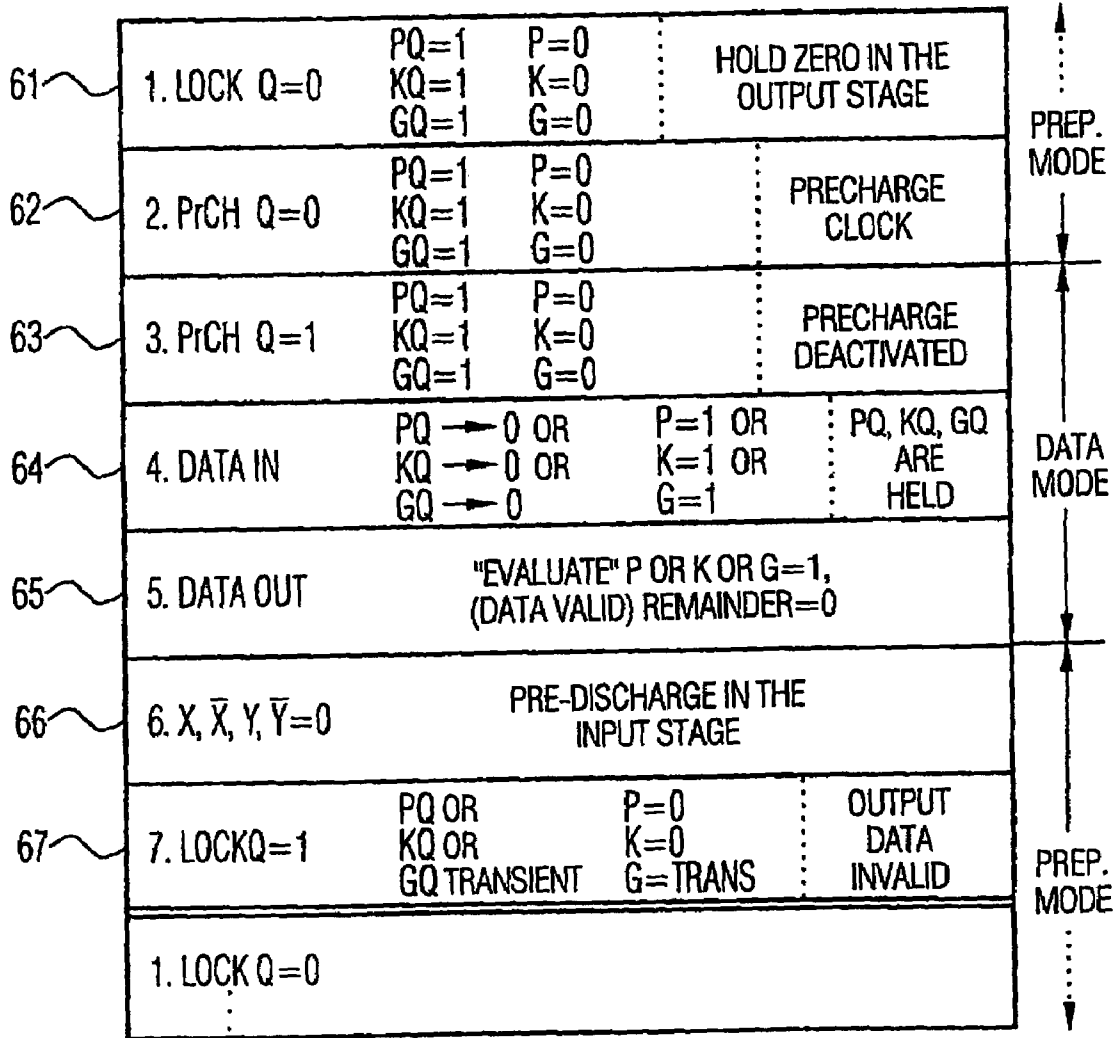 61
1. LOCK Q=0
PQ=1 P=0
KQ=1 K=0
GQ=1 G=0
HOLD ZERO IN THE
OUTPUT STAGE
62
2. PrCH Q=0
PQ=1 P=0
KQ=1 K=0
GQ=1 G=0
PRECHARGE
CLOCK
PREP.
MODE
63
3. PrCH Q=1
PQ=1 P=0
KQ=1 K=0
GQ=1 G=0
PRECHARGE
DEACTIVATED
64
4. DATA IN
PQ → 0 OR P=1 OR
KQ → 0 OR K=1 OR
GQ → 0 G=1
PQ, KQ, GQ
ARE
HELD
DATA
MODE
65
5. DATA OUT
"EVALUATE" P OR K OR G=1,
(DATA VALID) REMAINDER=0
66
6. X, X̅, Y, Y̅=0
PRE-DISCHARGE IN THE
INPUT STAGE
67
7. LOCKQ=1
PQ OR P=0
KQ OR K=0
GQ TRANSIENT G=TRANS
OUTPUT
DATA
INVALID
PREP.
MODE
1. LOCK Q=0